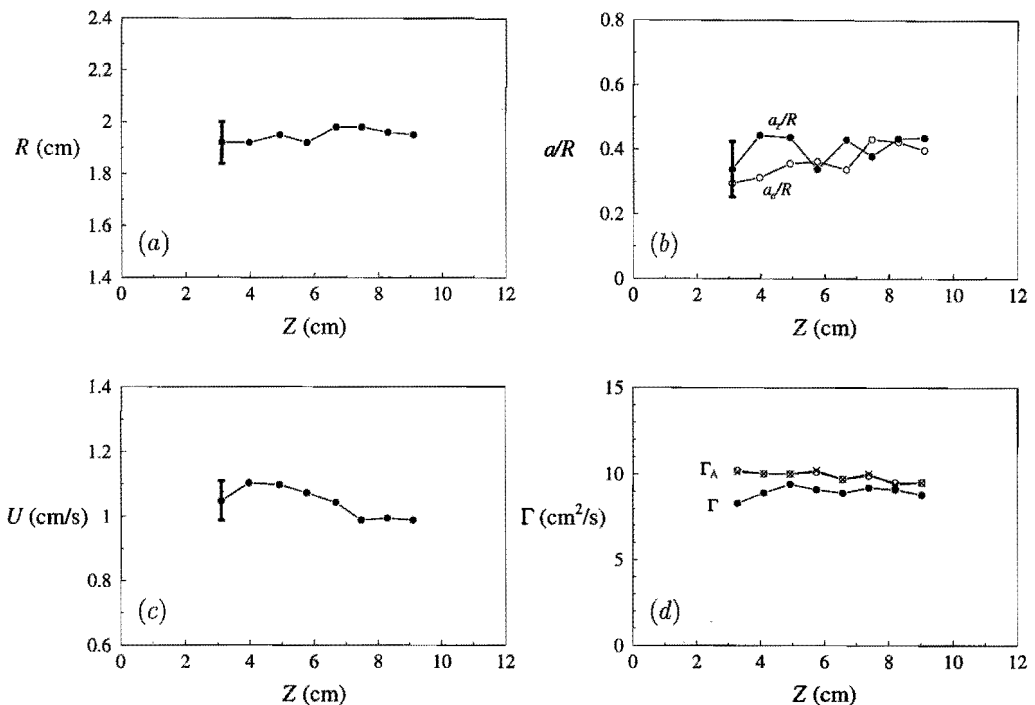 2.4
2.2
2
R (cm)
1.8
1.6
1.4
(a)
0 2 4 6 8 10 12
Z (cm)
0.8
0.6
a/R
0.4
0.2
0
a_r/R
a_e/R
(b)
0 2 4 6 8 10 12
Z (cm)
1.4
1.2
U (cm/s)
1
0.8
0.6
(c)
0 2 4 6 8 10 12
Z (cm)
15
10
Γ_A
Γ
Γ (cm²/s)
5
0
(d)
0 2 4 6 8 10 12
Z (cm)